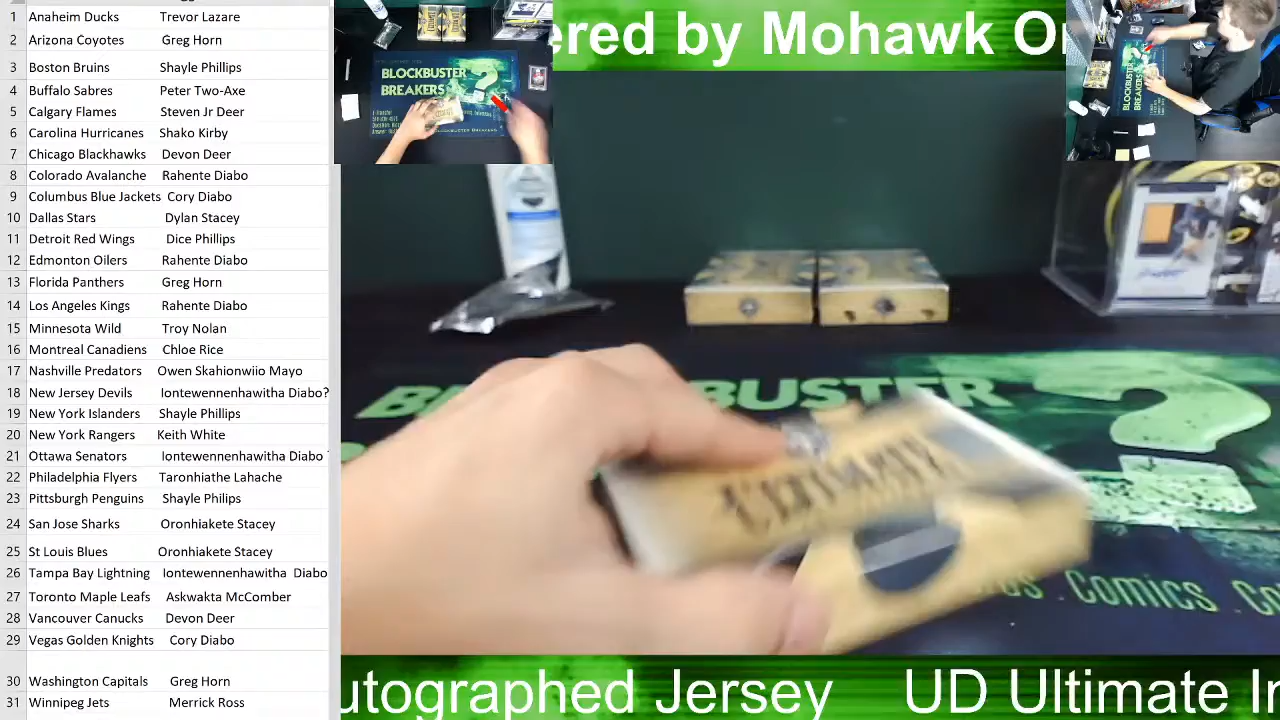 1 Anaheim Ducks Trevor Lazare
Arizona Coyotes Greg Horn
Boston Bruins Shayle Phillips
4 Buffalo Sabres Peter Two-Axe
Calgary Flames Steven Jr Deer
Carolina Hurricanes Shako Kirby
7 Chicago Blackhawks Devon Deer
8 Colorado Avalanche Rahente Diabo
9 Columbus Blue Jackets Cory Diabo
10 Dallas Stars Dylan Stacey
11 Detroit Red Wings Dice Phillips
12 Edmonton Oilers Rahente Diabo
13 Florida Panthers Greg Horn
14 Los Angeles Kings Rahente Diabo
15 Minnesota Wild Troy Nolan
16 Montreal Canadiens Chloe Rice
17 Nashville Predators Owen Skahionwiio Mayo
18 New Jersey Devils Iontewennenhawitha Diabo?
19 New York Islanders Shayle Phillips
20 New York Rangers Keith White
21 Ottawa Senators Iontewennenhawitha Diabo
22 Philadelphia Flyers Taronhiathe Lahache
23 Pittsburgh Penguins Shayle Philips
24 San Jose Sharks Oronhiakete Stacey
25 St Louis Blues Oronhiakete Stacey
26 Tampa Bay Lightning Iontewennenhawitha Diabo
27 Toronto Maple Leafs Askwakta McComber
28 Vancouver Canucks Devon Deer
29 Vegas Golden Knights Cory Diabo
30 Washington Capitals Greg Horn
31 Winnipeg Jets Merrick Ross
ered by Mohawk O
BLOCKBUSTER
BREAKERS
BLOCKBUSTER
BREAKERS
BLOCKBUSTER
?
Comics
utographed Jersey UD Ultimate I